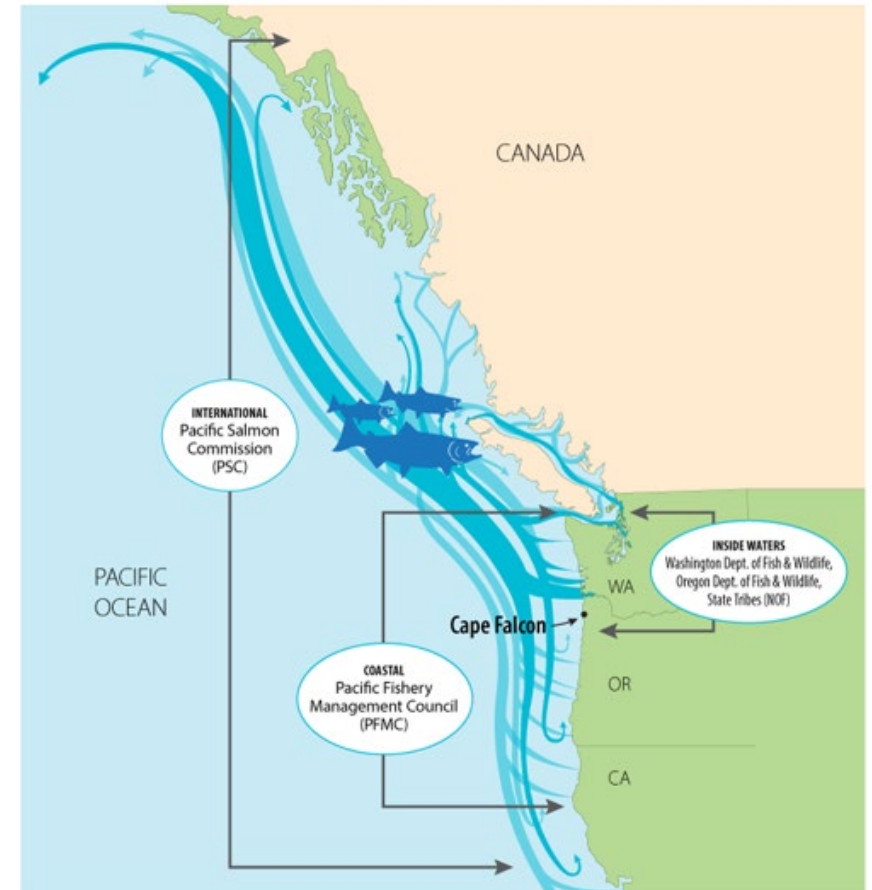 CANADA
INTERNATIONAL
Pacific Salmon
Commission
(PSC)
PACIFIC
OCEAN
INSIDE WATERS
Washington Dept. of Fish & Wildlife,
Oregon Dept. of Fish & Wildlife,
State Tribes (NOF)
WA
Cape Falcon
COASTAL
Pacific Fishery
Management Council
(PFMC)
OR
CA